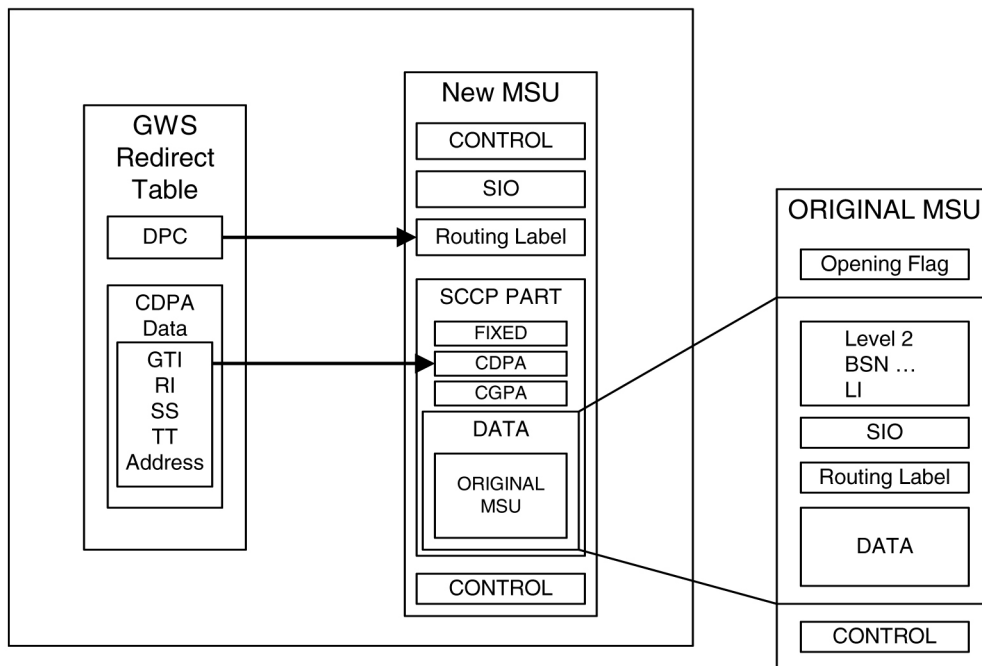 GWS
Redirect
Table
DPC
CDPA
Data
GTI
RI
SS
TT
Address
New MSU
CONTROL
SIO
Routing Label
SCCP PART
FIXED
CDPA
CGPA
DATA
ORIGINAL
MSU
CONTROL
ORIGINAL MSU
Opening Flag
Level 2
BSN …
LI
SIO
Routing Label
DATA
CONTROL